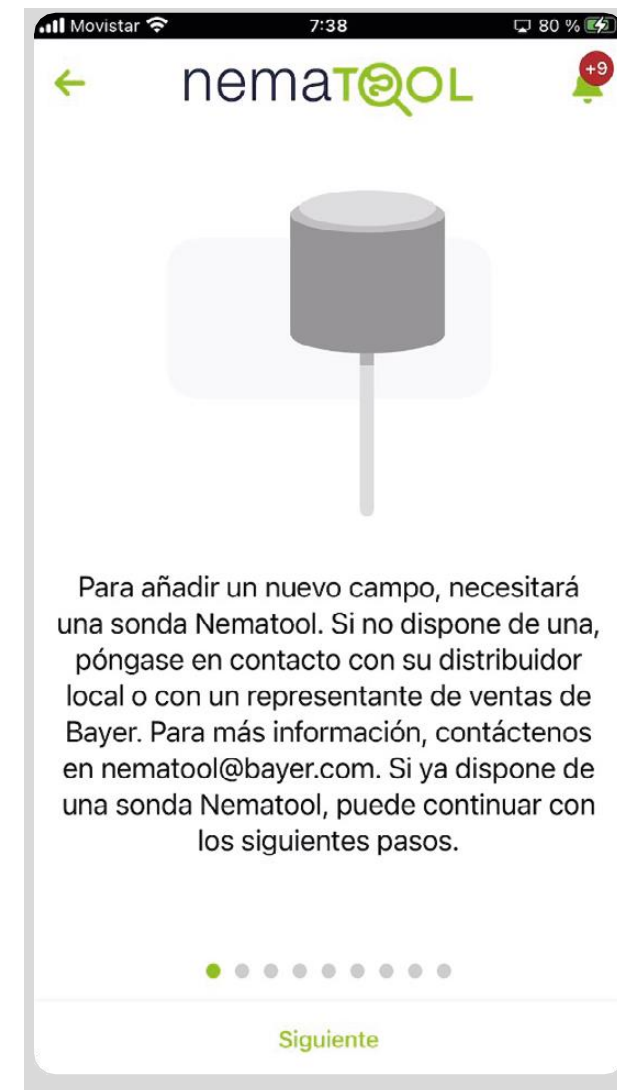 Movistar 7:38 80 %
nemaTOOL
+9
Para añadir un nuevo campo, necesitará
una sonda Nematool. Si no dispone de una,
póngase en contacto con su distribuidor
local o con un representante de ventas de
Bayer. Para más información, contáctenos
en nematool@bayer.com. Si ya dispone de
una sonda Nematool, puede continuar con
los siguientes pasos.
Siguiente